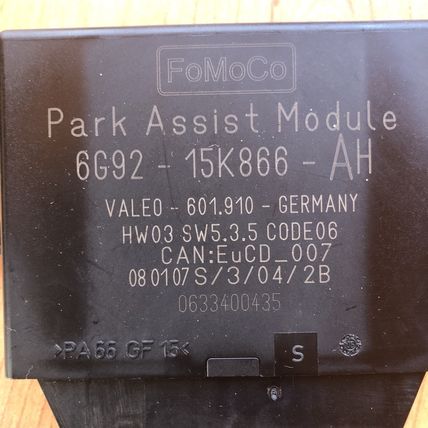 FoMoCo
Park Assist Module
6G92 - 15K866 - AH
VALEO - 601.910 - GERMANY
HW03 SW5.3.5 CODE06
CAN:EuCD_007
080107 S/3/04/2B
0633400435
>PA66 GF15<
S